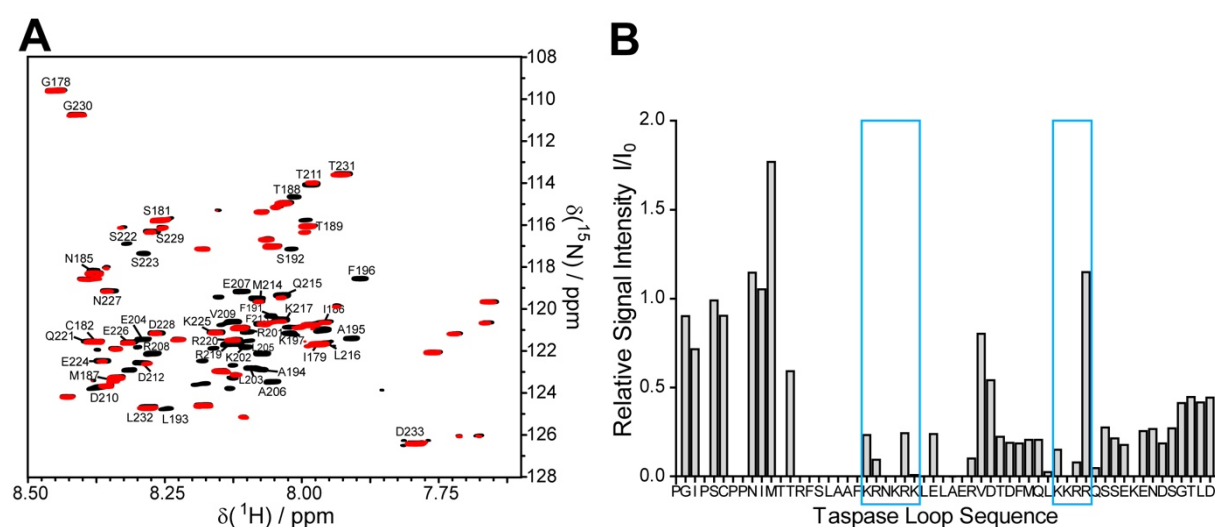 A
G178
G230
T231
T211
T188
S181
T189
S222
S229
S223
S192
N185
F196
N227
E207
M214
Q215
F191
K217
V209
E204
D228
K225
R201
A195
C182
E226
Q221
R208
R220
K197
R219
L205
I179
L216
E224
K202
D212
M187
L203
A194
D210
A206
L232
L193
D233
108
110
112
114
116
118
120
122
124
126
128
δ(15N) / ppm
8.50
8.25
8.00
7.75
δ(1H) / ppm
B
2.0
1.5
1.0
0.5
0.0
Relative Signal Intensity I/I0
PGIPSCPPNIMTTRFSLAAFKRNKRKLELAERVDTDFMQLKKRRQSSEKENDSGTLD
Taspase Loop Sequence